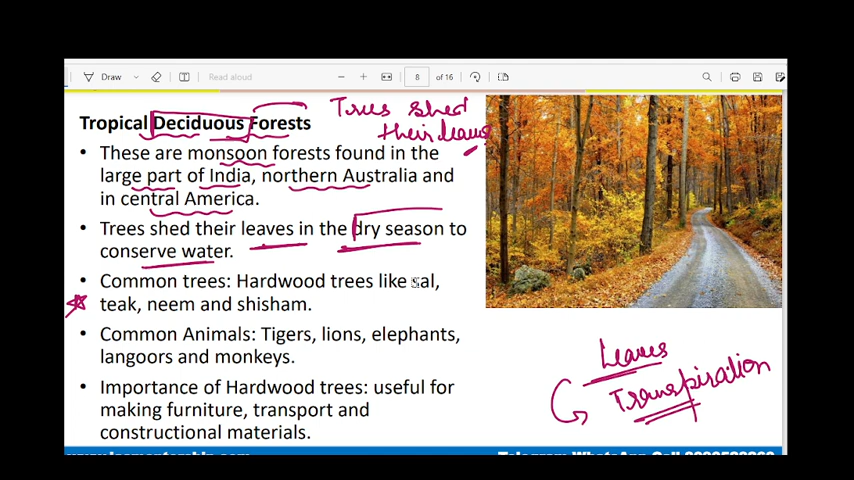 Draw
Read aloud
8
of 16
Tropical Deciduous Forests
Trees shed
their leaves
• These are monsoon forests found in the
large part of India, northern Australia and
in central America.
• Trees shed their leaves in the dry season to
conserve water.
• Common trees: Hardwood trees like sal,
teak, neem and shisham.
• Common Animals: Tigers, lions, elephants,
langoors and monkeys.
Leaves
Transpiration
• Importance of Hardwood trees: useful for
making furniture, transport and
constructional materials.